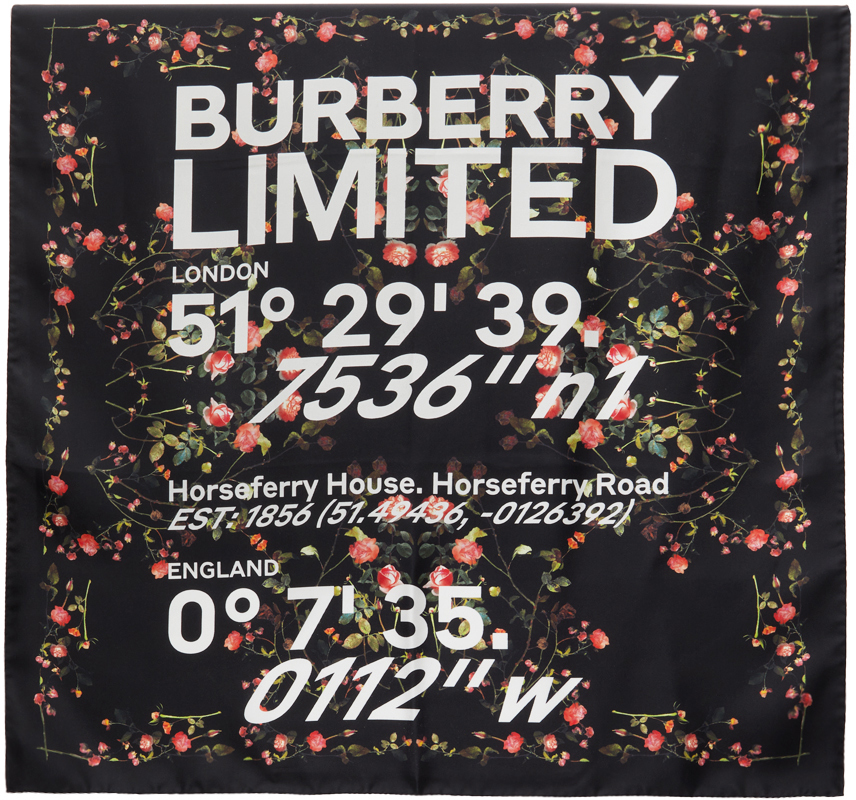 BURBERRY
LIMITED
LONDON
51° 29' 39.
7536"n1
Horseferry House. Horseferry Road
EST: 1856 (51.49436, -0126392)
ENGLAND
0° 7' 35.
0112"w